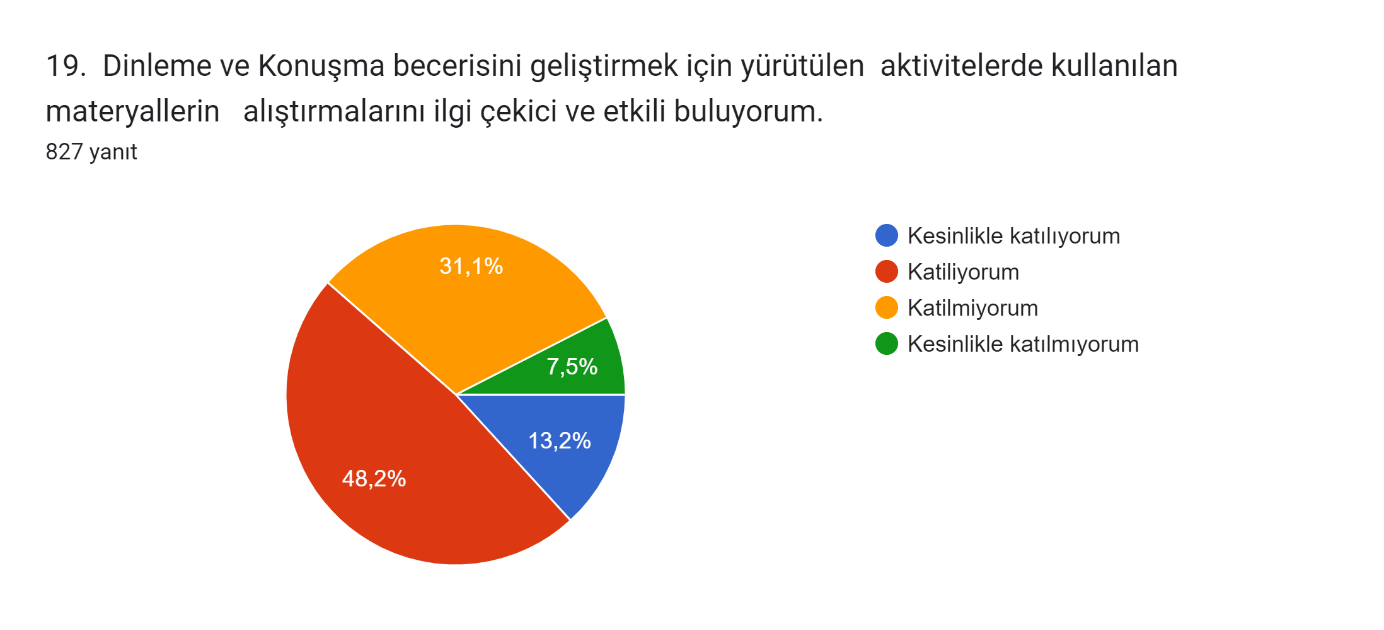 19.  Dinleme ve Konuşma becerisini geliştirmek için yürütülen  aktivitelerde kullanılan
materyallerin   alıştırmalarını ilgi çekici ve etkili buluyorum.
827 yanıt
31,1%
7,5%
13,2%
48,2%
Kesinlikle katılıyorum
Katiliyorum
Katilmiyorum
Kesinlikle katılmıyorum